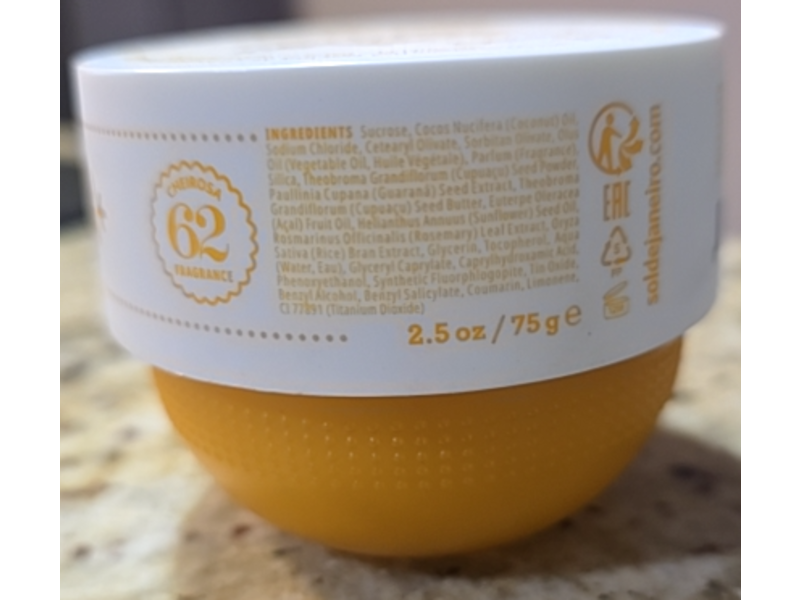 CHEIROSA
62
FRAGRANCE
INGREDIENTS Sucrose, Cocos Nucifera (Coconut) Oil,
Sodium Chloride, Cetearyl Olivate, Sorbitan Olivate, Olus
Oil (Vegetable Oil, Huile Végétale), Parfum (Fragrance),
Silica, Theobroma Grandiflorum (Cupuaçu) Seed Powder,
Paullinia Cupana (Guaraná) Seed Extract, Theobroma
Grandiflorum (Cupuaçu) Seed Butter, Euterpe Oleracea
(Açaí) Fruit Oil, Helianthus Annuus (Sunflower) Seed Oil,
Rosmarinus Officinalis (Rosemary) Leaf Extract, Oryza
Sativa (Rice) Bran Extract, Glycerin, Tocopherol, Aqua
(Water, Eau), Glyceryl Caprylate, Caprylhydroxamic Acid,
Phenoxyethanol, Synthetic Fluorphlogopite, Tin Oxide,
Benzyl Alcohol, Benzyl Salicylate, Coumarin, Limonene,
CI 77891 (Titanium Dioxide)
2.5 oz / 75 g e
EAC
soldejaneiro.com